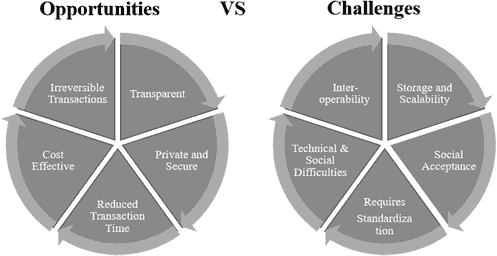 Opportunities VS Challenges
Irreversible
Transactions
Transparent
Private and
Secure
Reduced
Transaction
Time
Cost
Effective
Inter-
operability
Storage and
Scalability
Social
Acceptance
Requires
Standardiza
tion
Technical &
Social
Difficulties